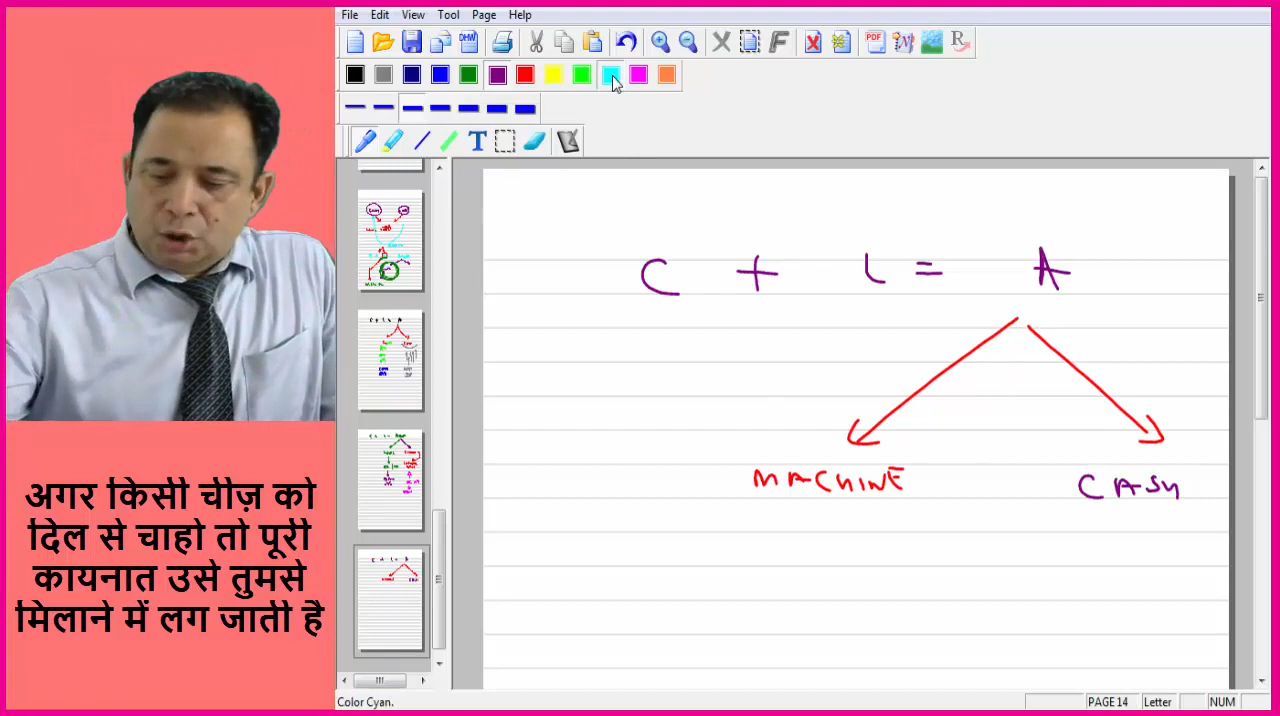 File Edit View Tool Page Help
C + L = A
MACHINE CASH
अगर किसी चीज़ को
दिल से चाहो तो पूरी
कायनात उसे तुमसे
मिलाने में लग जाती है
Color Cyan. PAGE 14 Letter NUM